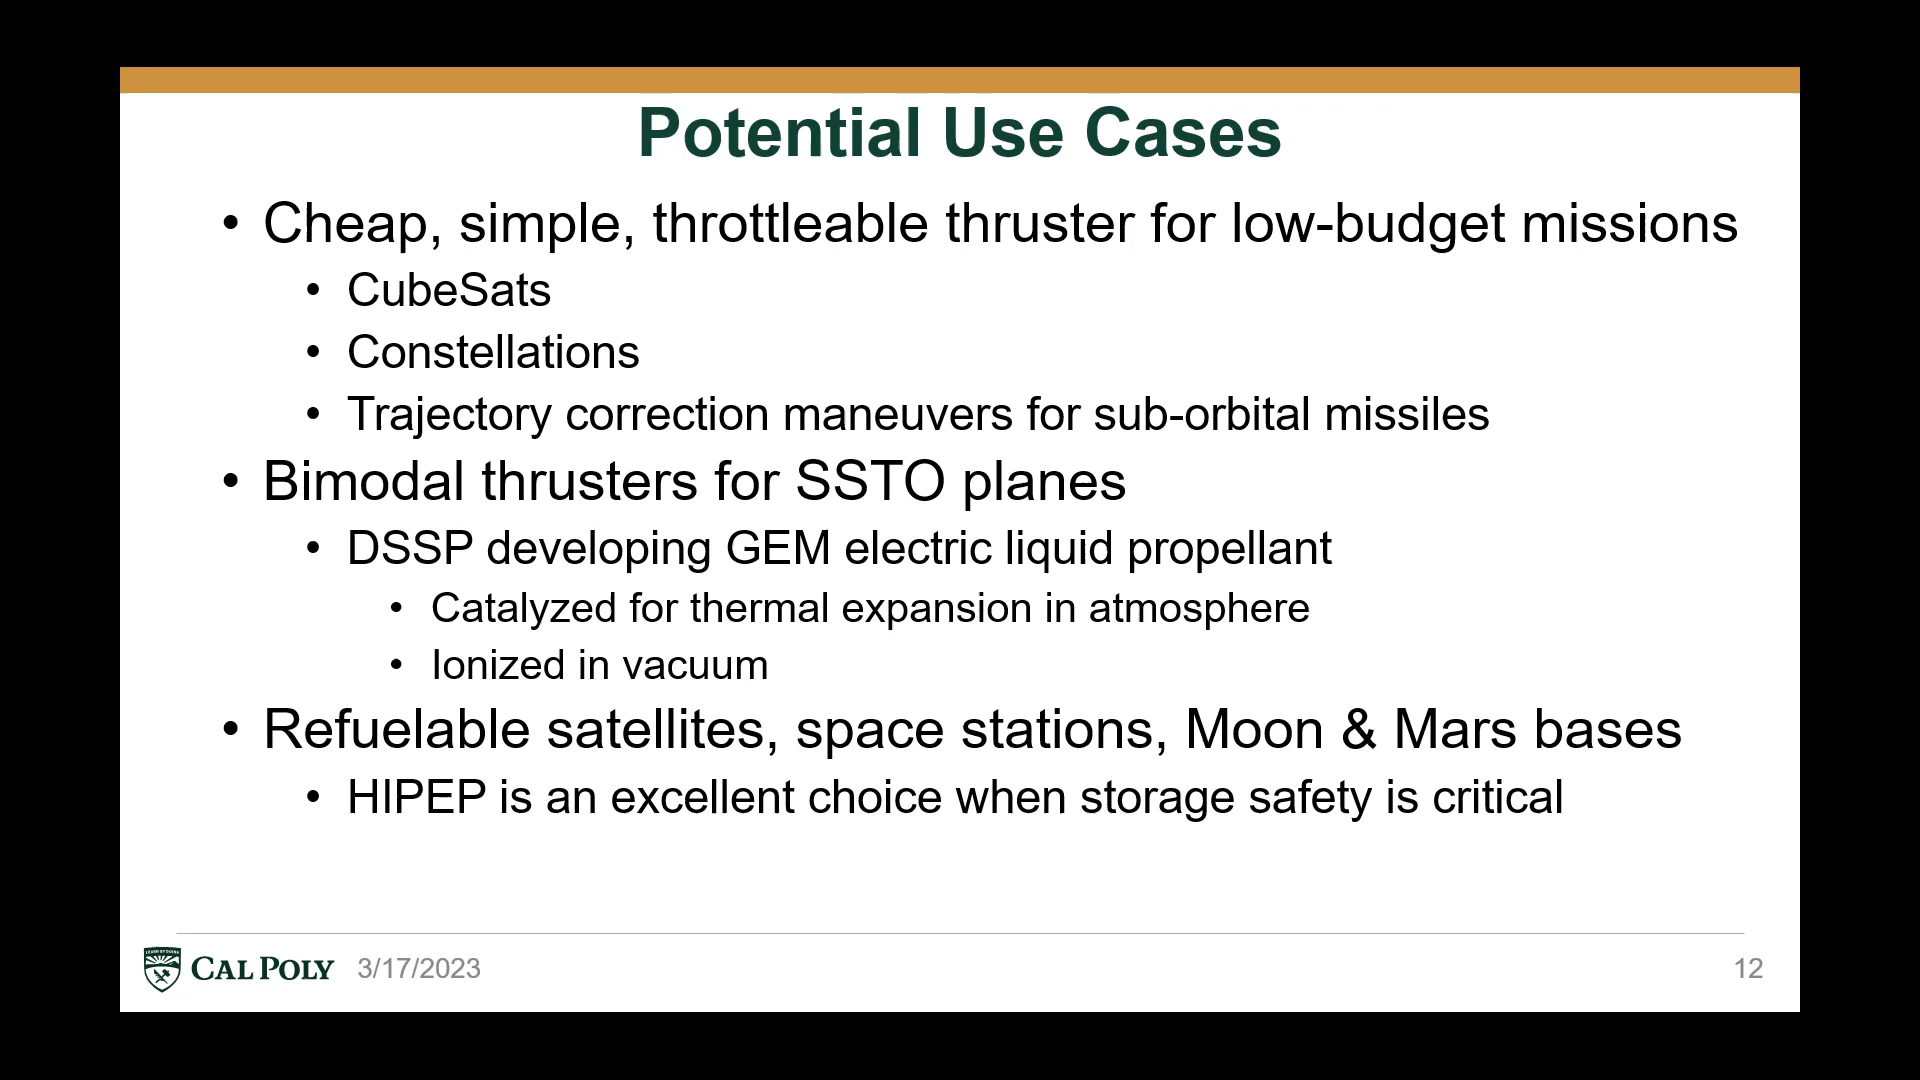 Potential Use Cases
• Cheap, simple, throttleable thruster for low-budget missions
• CubeSats
• Constellations
• Trajectory correction maneuvers for sub-orbital missiles
• Bimodal thrusters for SSTO planes
• DSSP developing GEM electric liquid propellant
• Catalyzed for thermal expansion in atmosphere
• Ionized in vacuum
• Refuelable satellites, space stations, Moon & Mars bases
• HIPEP is an excellent choice when storage safety is critical
LEARN BY DOING
CAL POLY 3/17/2023 12